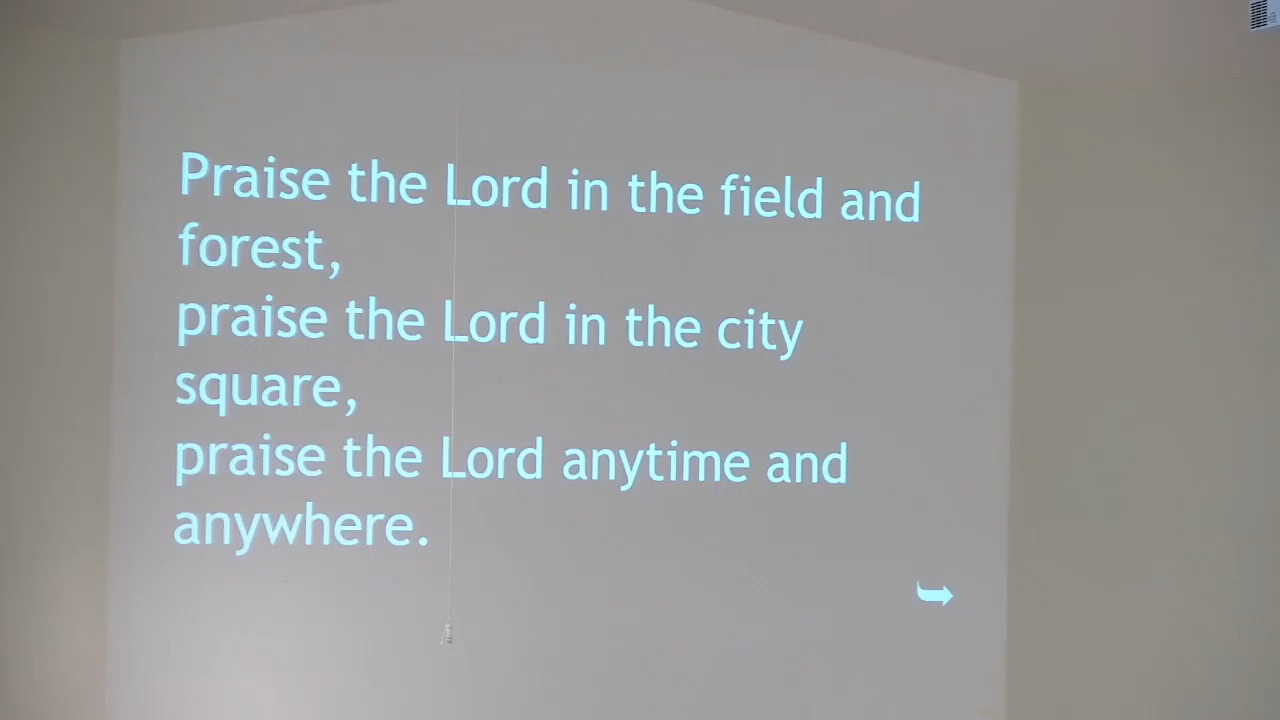 Praise the Lord in the field and
forest,
praise the Lord in the city
square,
praise the Lord anytime and
anywhere.